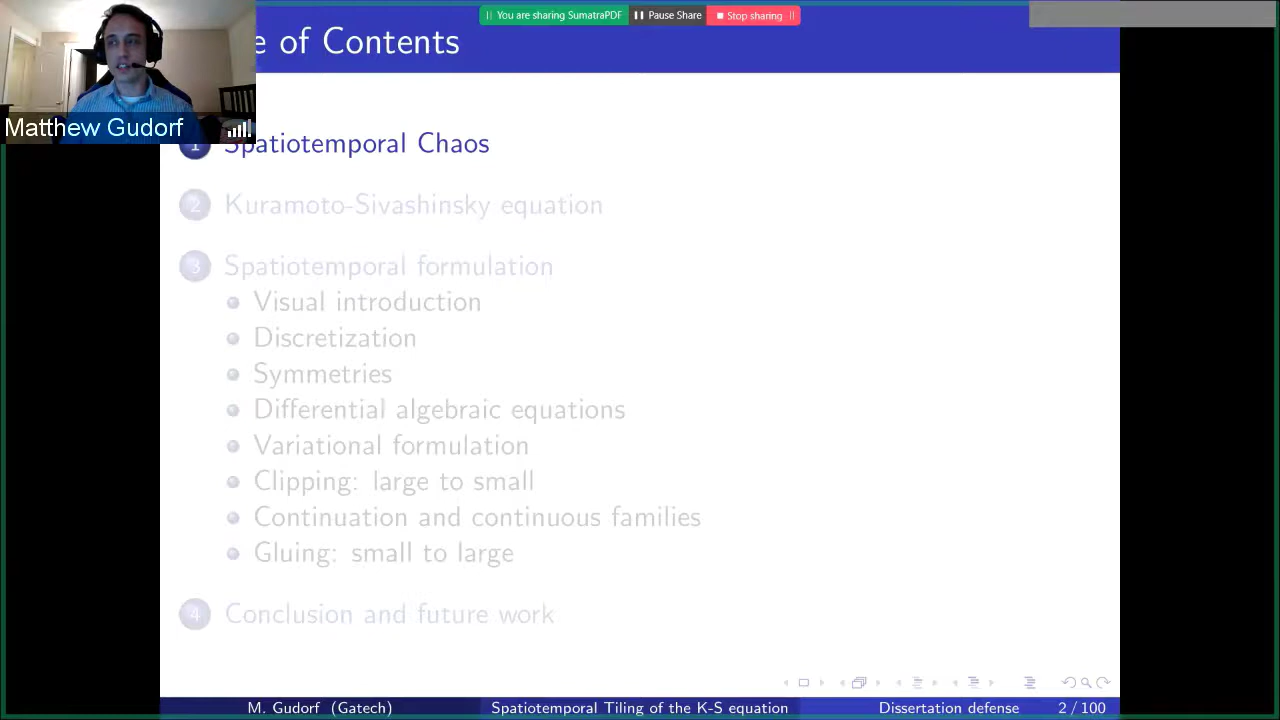 You are sharing SumatraPDF Pause Share Stop sharing
e of Contents
Matthew Gudorf
1 Spatiotemporal Chaos
2 Kuramoto-Sivashinsky equation
3 Spatiotemporal formulation
Visual introduction
Discretization
Symmetries
Differential algebraic equations
Variational formulation
Clipping: large to small
Continuation and continuous families
Gluing: small to large
4 Conclusion and future work
M. Gudorf (Gatech) Spatiotemporal Tiling of the K-S equation Dissertation defense 2 / 100